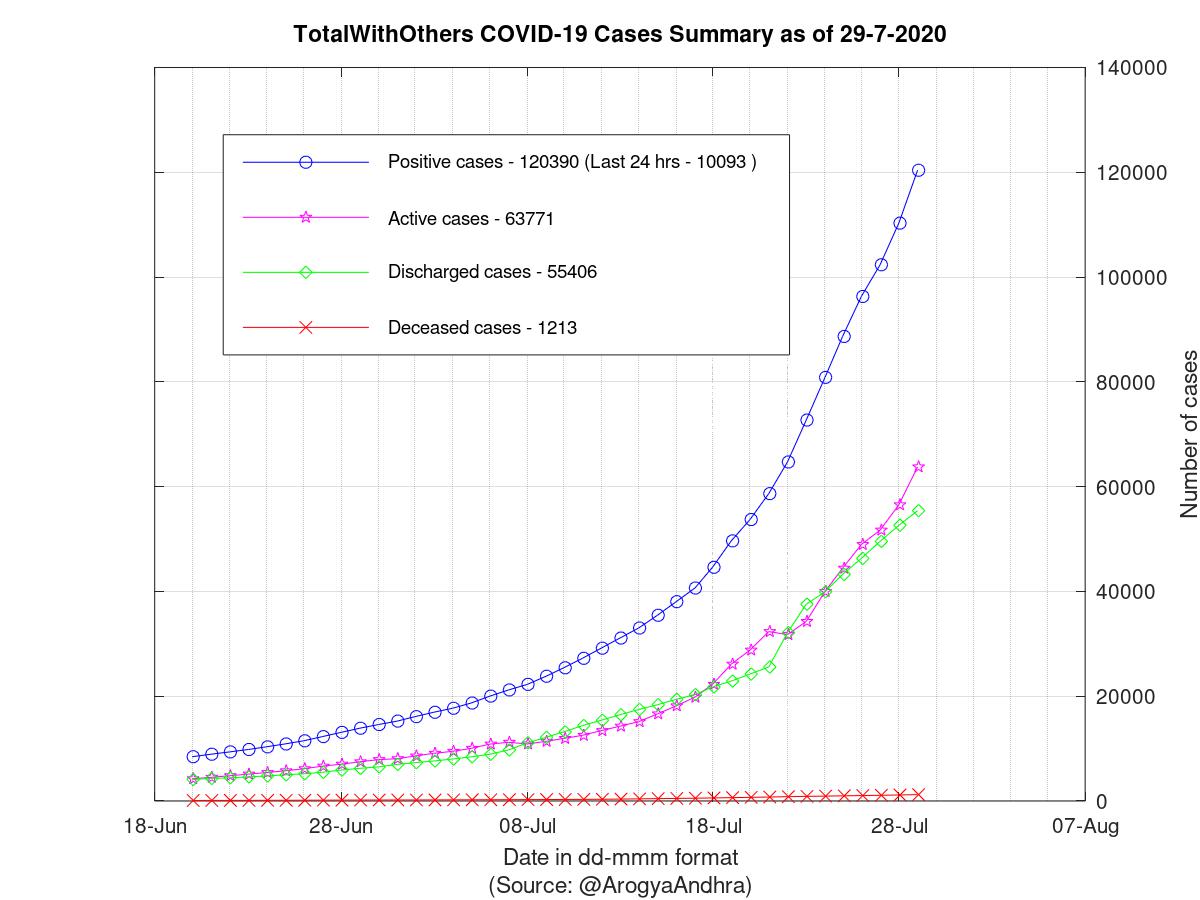 TotalWithOthers COVID-19 Cases Summary as of 29-7-2020
140000
Positive cases - 120390 (Last 24 hrs - 10093 )
120000
Active cases - 63771
Discharged cases - 55406
100000
Deceased cases - 1213
80000
60000
40000
20000
0
Number of cases
18-Jun 28-Jun 08-Jul 18-Jul 28-Jul 07-Aug
Date in dd-mmm format
(Source: @ArogyaAndhra)